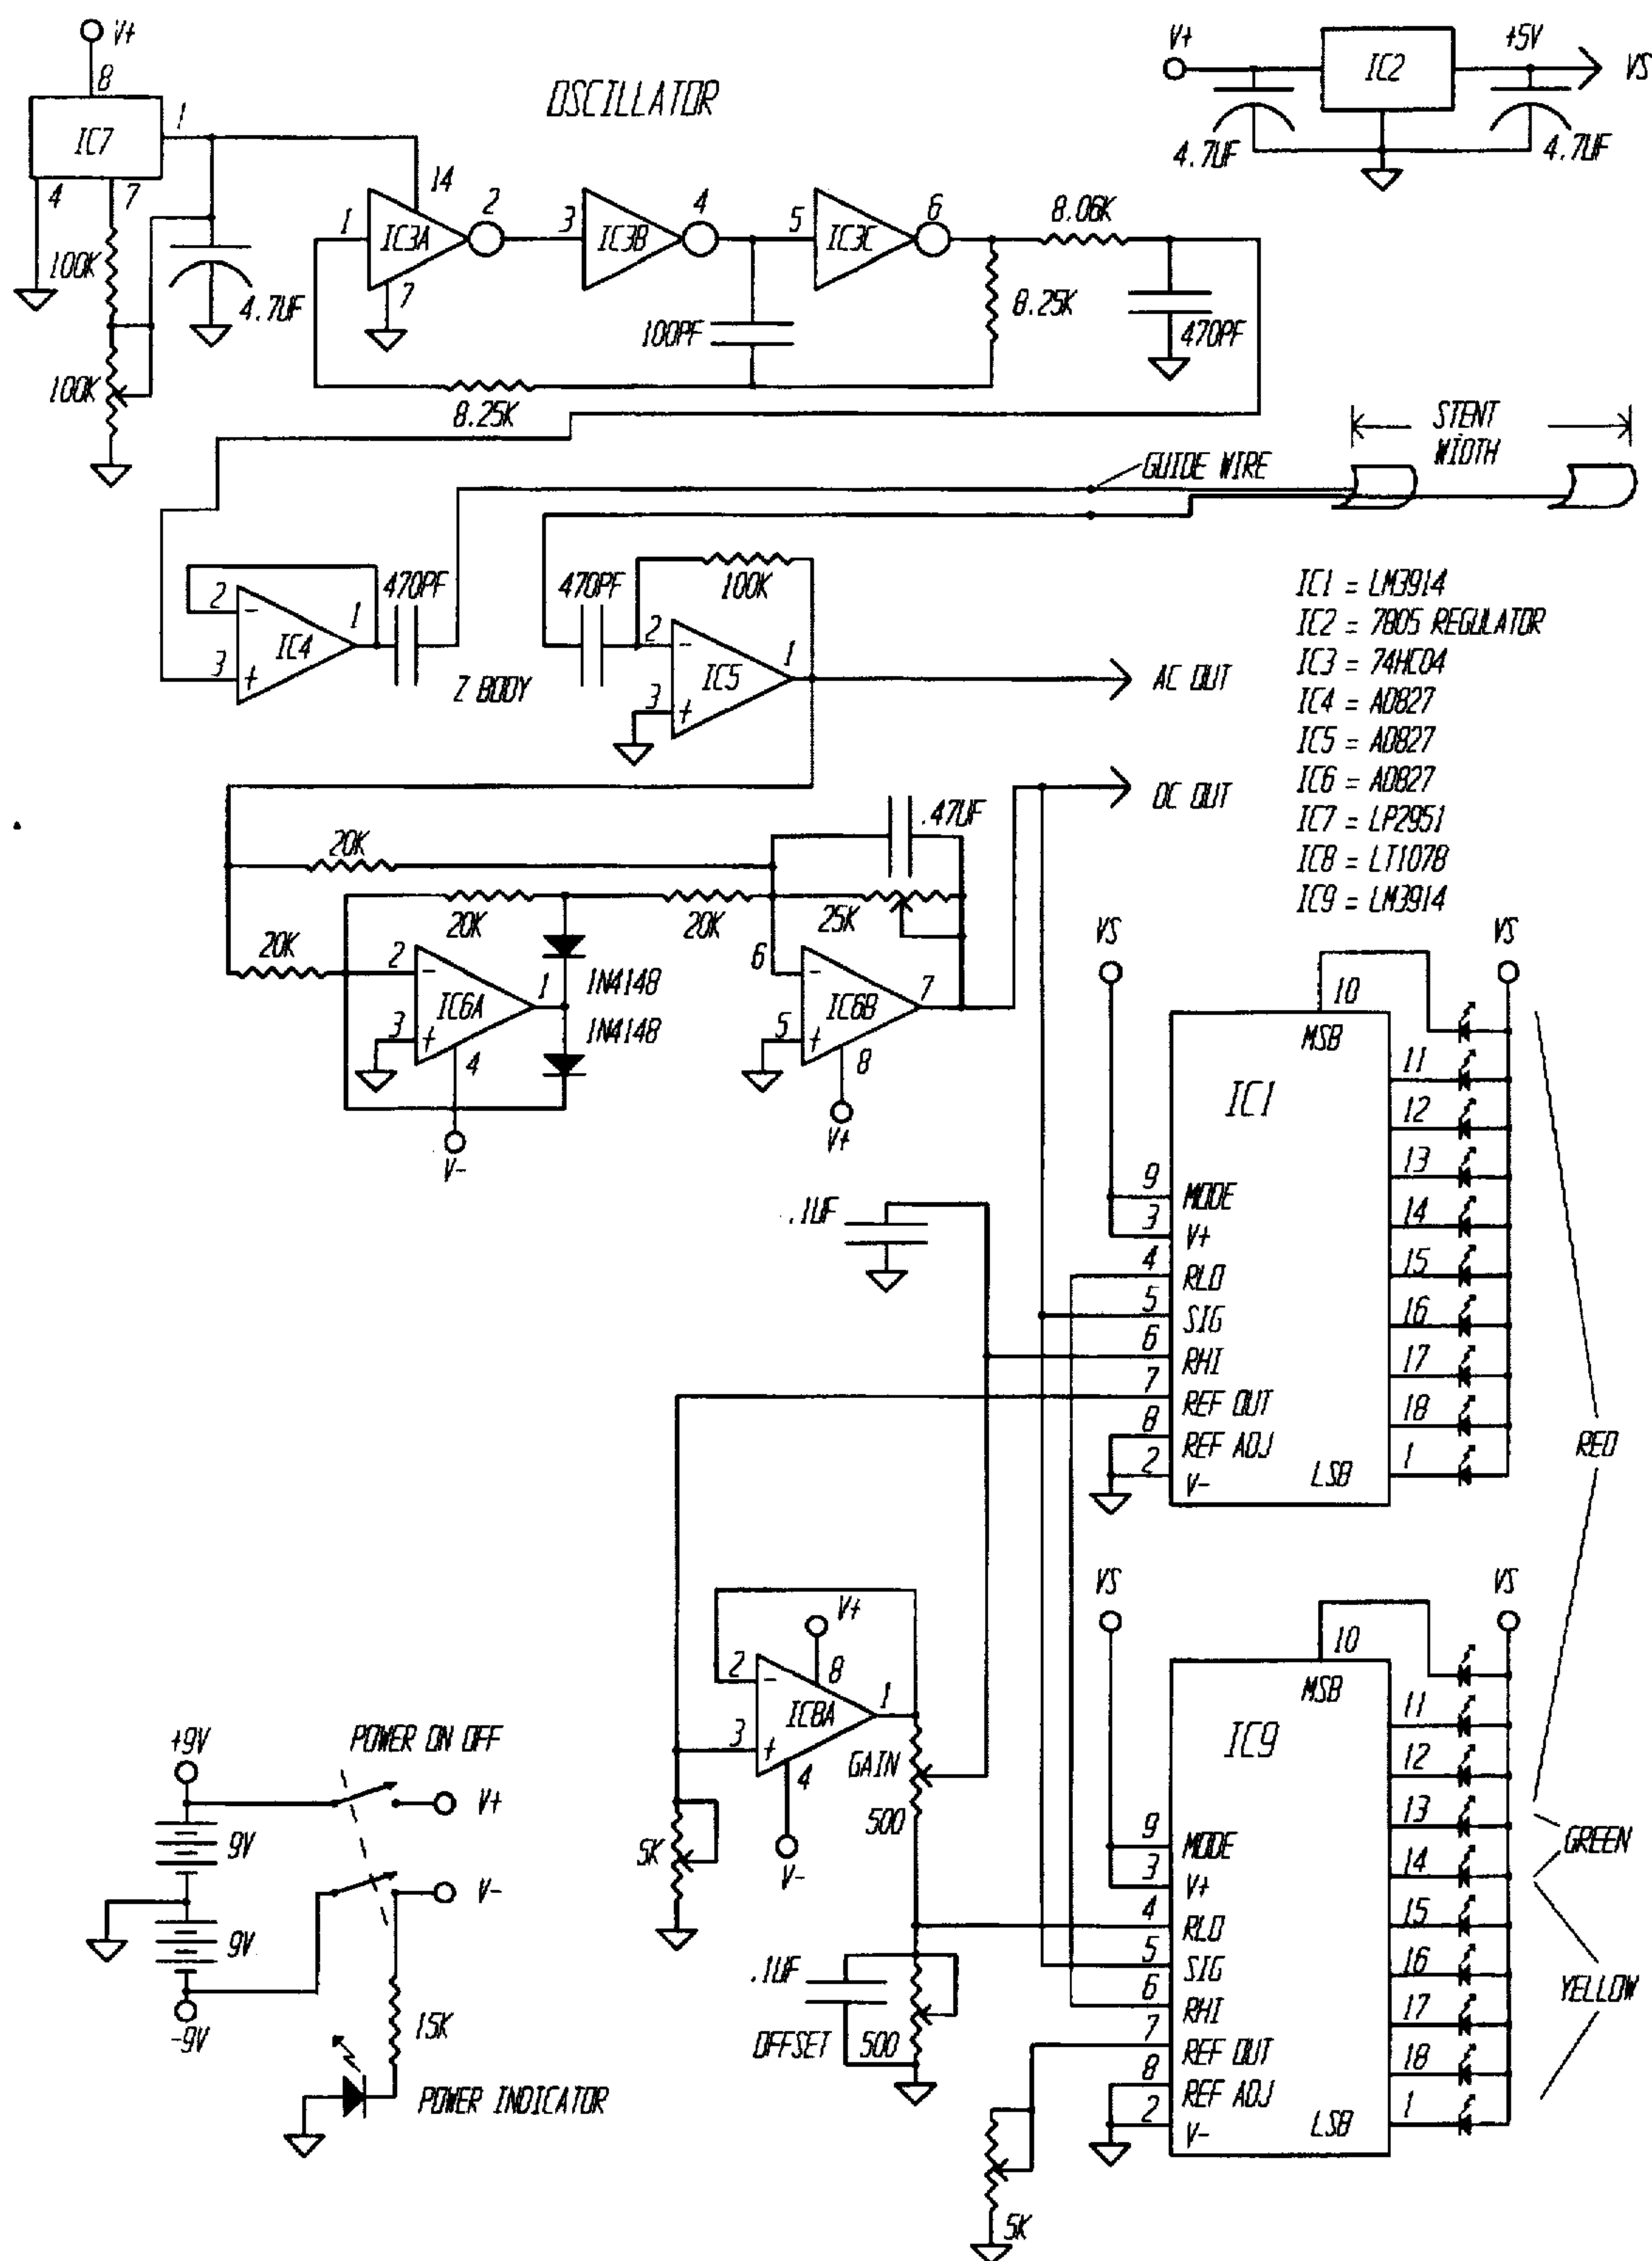 V+
8
IC7
1
4
7
100K
100K
4.7UF
OSCILLATOR
1
IC3A
14
2
7
3
IC3B
4
5
IC3C
6
8.06K
8.25K
470PF
100PF
8.25K
V+
IC2
+5V
VS
4.7UF
4.7UF
STENT
WIDTH
GUIDE WIRE
2
-
3
+
IC4
1
470PF
Z BODY
470PF
100K
2
-
3
+
IC5
1
AC OUT
DC OUT
IC1 = LM3914
IC2 = 7805 REGULATOR
IC3 = 74HC04
IC4 = AD827
IC5 = AD827
IC6 = AD827
IC7 = LP2951
IC8 = LT1078
IC9 = LM3914
20K
.47UF
20K
20K
25K
20K
2
-
3
+
IC6A
1
4
V-
1N4148
1N4148
6
-
5
+
IC6B
7
8
V+
VS
VS
10
MSB
IC1
11
12
13
14
15
16
17
18
1
LSB
9 MODE
3 V+
4 RLO
5 SIG
6 RHI
7 REF OUT
8 REF ADJ
2 V-
RED
.1UF
2
-
3
+
IC8A
V+
8
1
4
V-
GAIN
500
5K
.1UF
OFFSET
500
VS
VS
10
MSB
IC9
11
12
13
14
15
16
17
18
1
LSB
9 MODE
3 V+
4 RLO
5 SIG
6 RHI
7 REF OUT
8 REF ADJ
2 V-
GREEN
YELLOW
5K
+9V
POWER ON OFF
V+
9V
V-
9V
-9V
15K
POWER INDICATOR